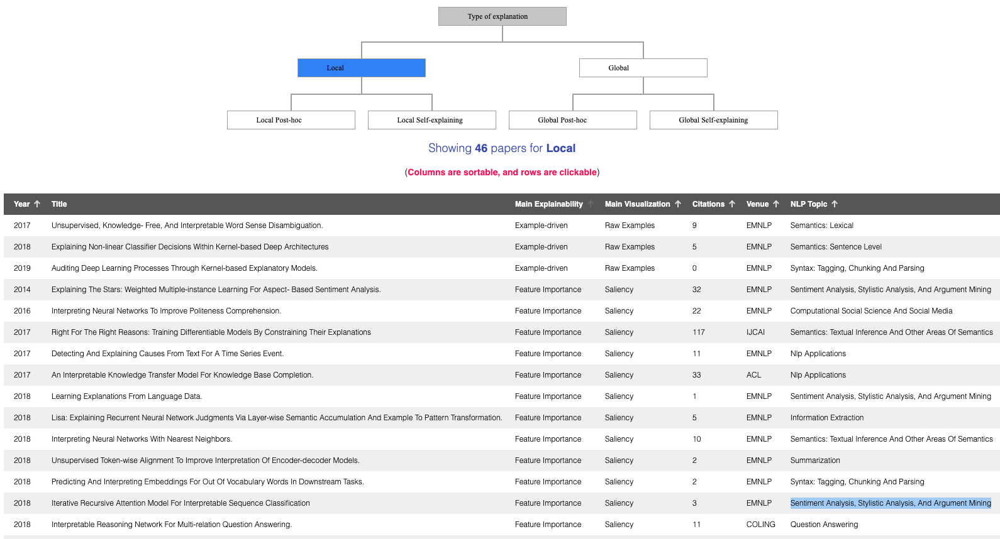 Type of explanation
Local Global
Local Post-hoc Local Self-explaining Global Post-hoc Global Self-explaining
Showing 46 papers for Local
(Columns are sortable, and rows are clickable)
Year ↑ Title Main Explainability ↑ Main Visualization ↑ Citations ↑ Venue ↑ NLP Topic ↑
2017 Unsupervised, Knowledge- Free, And Interpretable Word Sense Disambiguation. Example-driven Raw Examples 9 EMNLP Semantics: Lexical
2018 Explaining Non-linear Classifier Decisions Within Kernel-based Deep Architectures Example-driven Raw Examples 5 EMNLP Semantics: Sentence Level
2019 Auditing Deep Learning Processes Through Kernel-based Explanatory Models. Example-driven Raw Examples 0 EMNLP Syntax: Tagging, Chunking And Parsing
2014 Explaining The Stars: Weighted Multiple-instance Learning For Aspect- Based Sentiment Analysis. Feature Importance Saliency 32 EMNLP Sentiment Analysis, Stylistic Analysis, And Argument Mining
2016 Interpreting Neural Networks To Improve Politeness Comprehension. Feature Importance Saliency 22 EMNLP Computational Social Science And Social Media
2017 Right For The Right Reasons: Training Differentiable Models By Constraining Their Explanations Feature Importance Saliency 117 IJCAI Semantics: Textual Inference And Other Areas Of Semantics
2017 Detecting And Explaining Causes From Text For A Time Series Event. Feature Importance Saliency 11 EMNLP Nlp Applications
2017 An Interpretable Knowledge Transfer Model For Knowledge Base Completion. Feature Importance Saliency 33 ACL Nlp Applications
2018 Learning Explanations From Language Data. Feature Importance Saliency 1 EMNLP Sentiment Analysis, Stylistic Analysis, And Argument Mining
2018 Lisa: Explaining Recurrent Neural Network Judgments Via Layer-wise Semantic Accumulation And Example To Pattern Transformation. Feature Importance Saliency 5 EMNLP Information Extraction
2018 Interpreting Neural Networks With Nearest Neighbors. Feature Importance Saliency 10 EMNLP Semantics: Textual Inference And Other Areas Of Semantics
2018 Unsupervised Token-wise Alignment To Improve Interpretation Of Encoder-decoder Models. Feature Importance Saliency 2 EMNLP Summarization
2018 Predicting And Interpreting Embeddings For Out Of Vocabulary Words In Downstream Tasks. Feature Importance Saliency 2 EMNLP Syntax: Tagging, Chunking And Parsing
2018 Iterative Recursive Attention Model For Interpretable Sequence Classification Feature Importance Saliency 3 EMNLP Sentiment Analysis, Stylistic Analysis, And Argument Mining
2018 Interpretable Reasoning Network For Multi-relation Question Answering. Feature Importance Saliency 11 COLING Question Answering